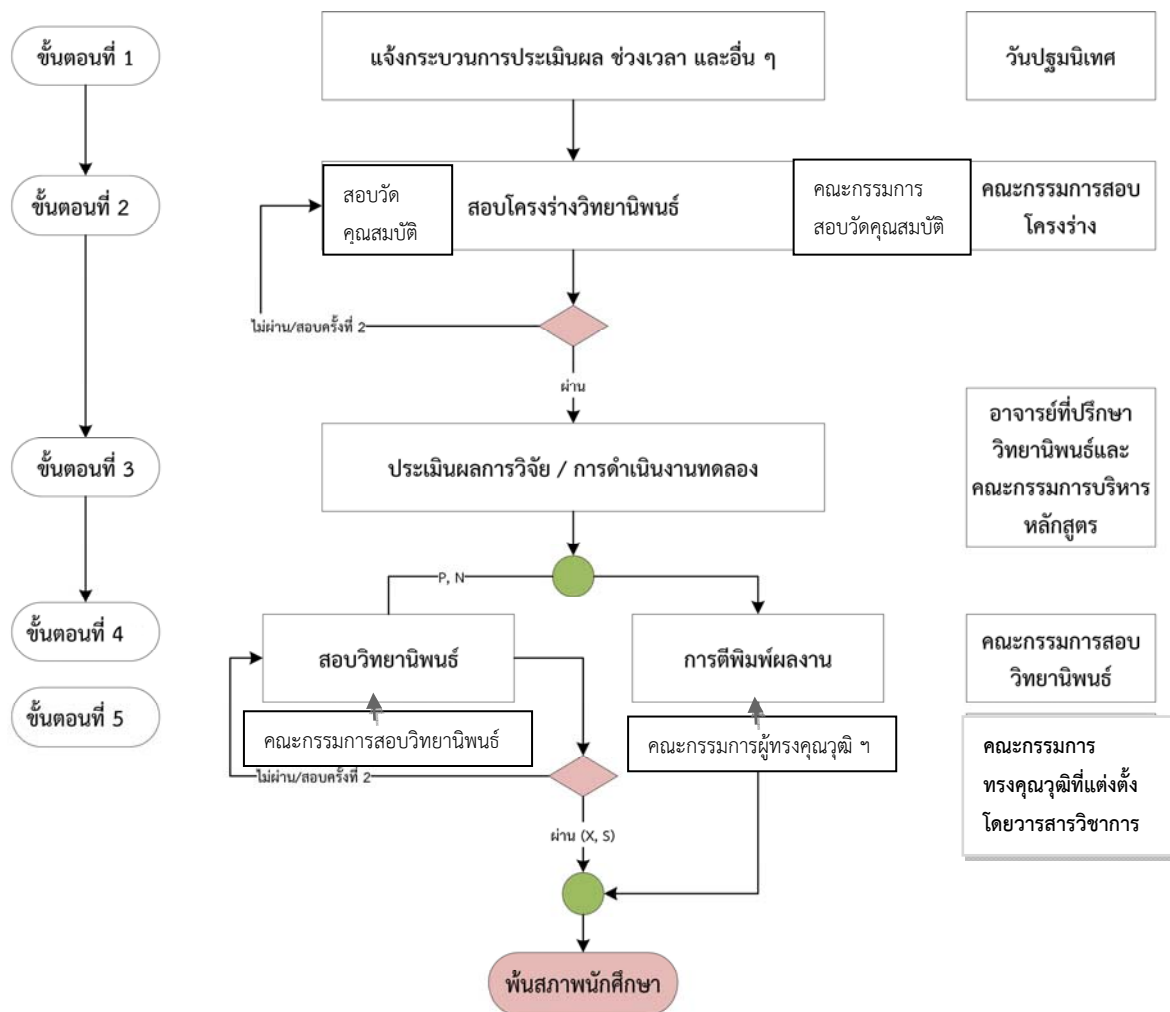 ขั้นตอนที่ 1
แจ้งกระบวนการประเมินผล ช่วงเวลา และอื่น ๆ
วันปฐมนิเทศ
ขั้นตอนที่ 2
สอบวัด
คุณสมบัติ
สอบโครงร่างวิทยานิพนธ์
คณะกรรมการ
สอบวัดคุณสมบัติ
คณะกรรมการสอบ
โครงร่าง
ไม่ผ่าน/สอบครั้งที่ 2
ผ่าน
ขั้นตอนที่ 3
ประเมินผลการวิจัย / การดำเนินงานทดลอง
อาจารย์ที่ปรึกษา
วิทยานิพนธ์และ
คณะกรรมการบริหาร
หลักสูตร
P, N
ขั้นตอนที่ 4
สอบวิทยานิพนธ์
การตีพิมพ์ผลงาน
คณะกรรมการสอบ
วิทยานิพนธ์
ขั้นตอนที่ 5
คณะกรรมการสอบวิทยานิพนธ์
คณะกรรมการผู้ทรงคุณวุฒิ ฯ
คณะกรรมการ
ทรงคุณวุฒิที่แต่งตั้ง
โดยวารสารวิชาการ
ไม่ผ่าน/สอบครั้งที่ 2
ผ่าน (X, S)
พ้นสภาพนักศึกษา